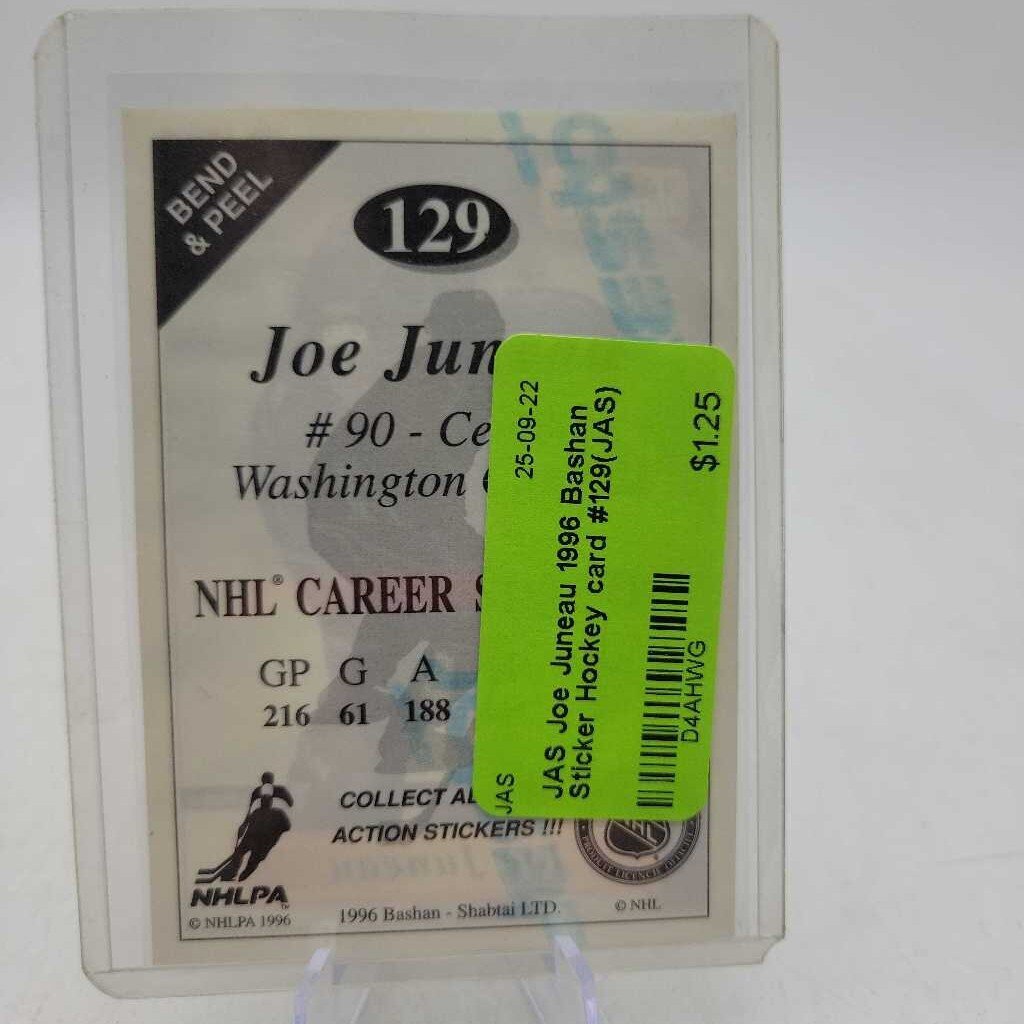 BEND
& PEEL
129
Joe Jun
# 90 - Ce
Washington
NHL® CAREER
GP G A
216 61 188
COLLECT AL
ACTION STICKERS !!!
NHLPA™
© NHLPA 1996
1996 Bashan - Shabtai LTD.
© NHL
25-09-22
JAS Joe Juneau 1996 Bashan
Sticker Hockey card #129(JAS)
$1.25
D4AHWG
JAS